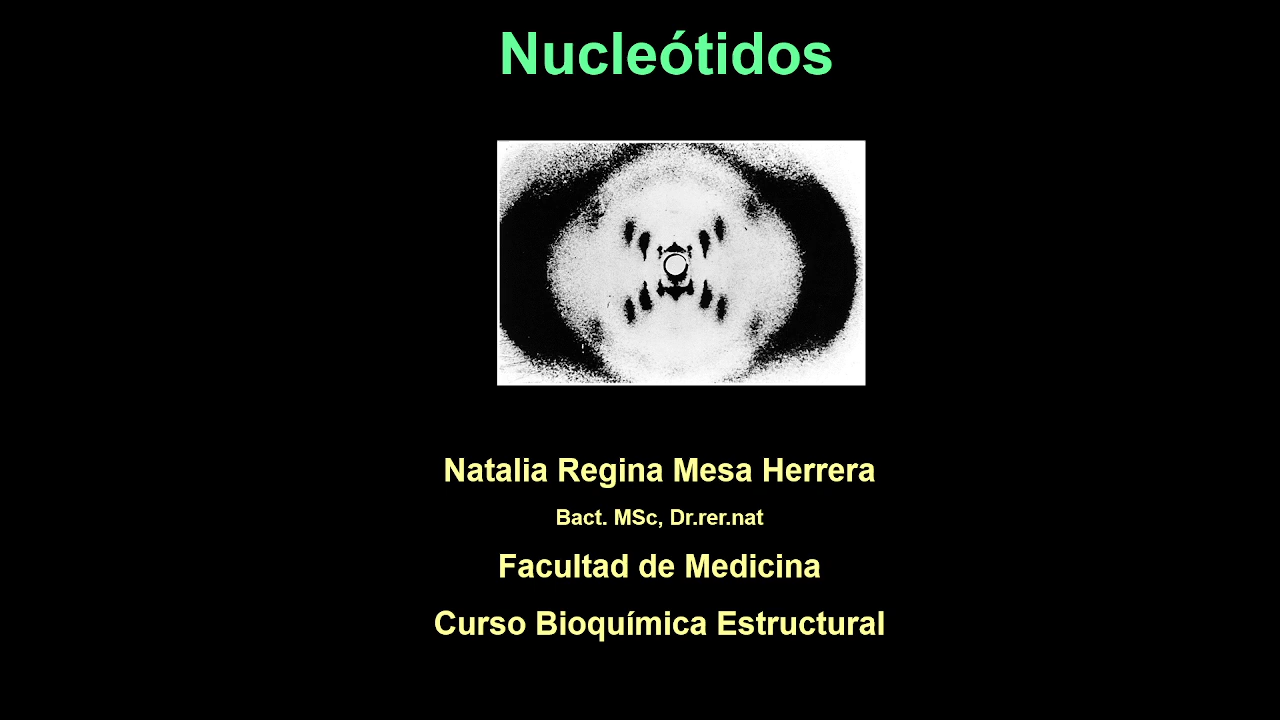 Nucleótidos
Natalia Regina Mesa Herrera
Bact. MSc, Dr.rer.nat
Facultad de Medicina
Curso Bioquímica Estructural